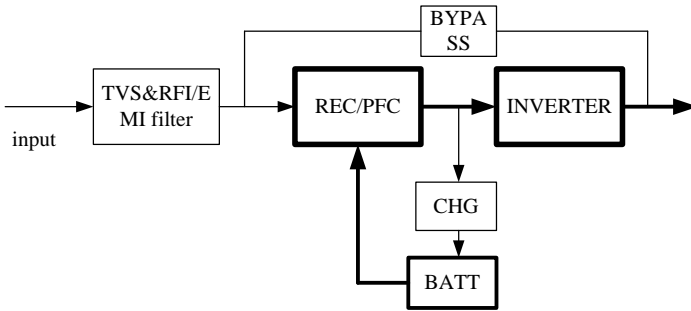 BYPA
SS
TVS&RFI/E
MI filter
REC/PFC
INVERTER
input
CHG
BATT